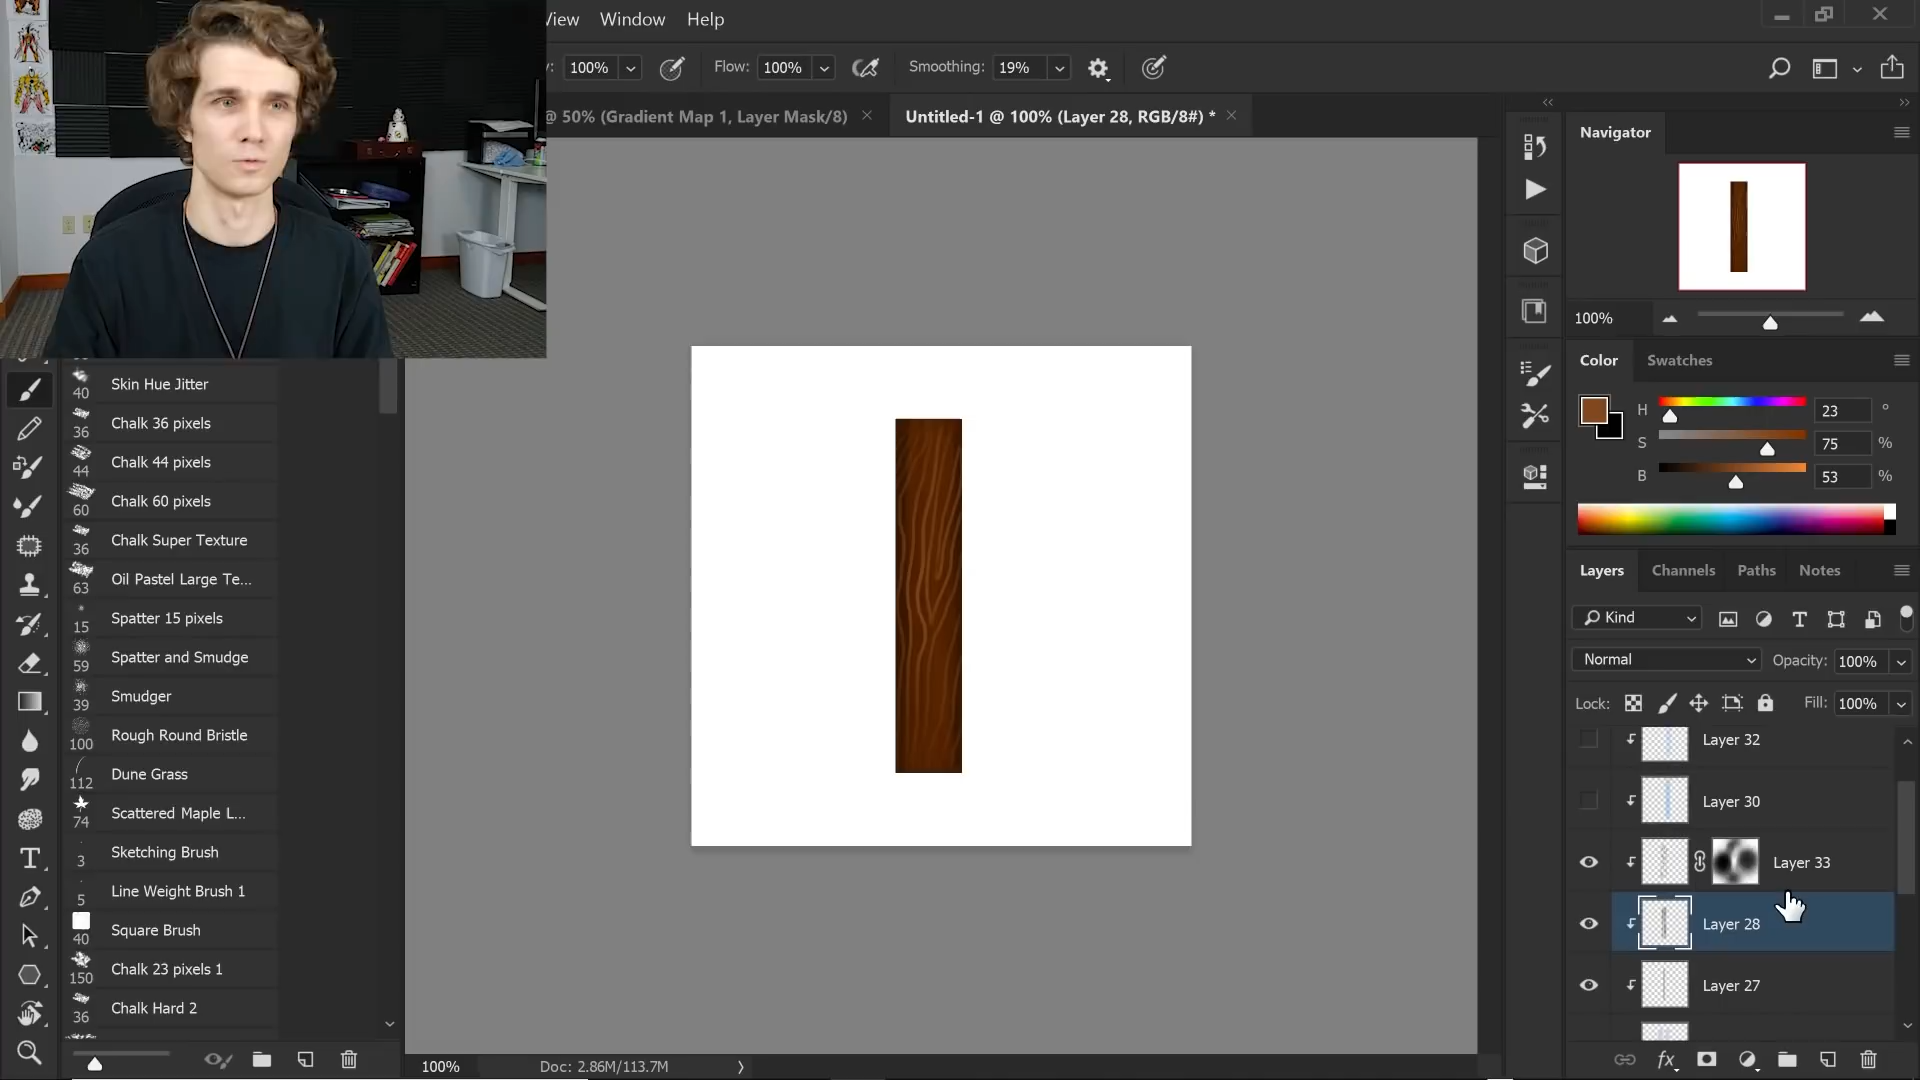 View Window Help
100% Flow: 100% Smoothing: 19%
@ 50% (Gradient Map 1, Layer Mask/8) × Untitled-1 @ 100% (Layer 28, RGB/8#) * ×
Navigator
100%
Color Swatches
H 23 °
S 75 %
B 53 %
Layers Channels Paths Notes
Kind
Normal Opacity: 100%
Lock: Fill: 100%
Layer 32
Layer 30
Layer 33
Layer 28
Layer 27
40 Skin Hue Jitter
36 Chalk 36 pixels
44 Chalk 44 pixels
60 Chalk 60 pixels
36 Chalk Super Texture
63 Oil Pastel Large Te...
15 Spatter 15 pixels
59 Spatter and Smudge
39 Smudger
100 Rough Round Bristle
112 Dune Grass
74 Scattered Maple L...
3 Sketching Brush
5 Line Weight Brush 1
40 Square Brush
150 Chalk 23 pixels 1
36 Chalk Hard 2
100% Doc: 2.86M/113.7M